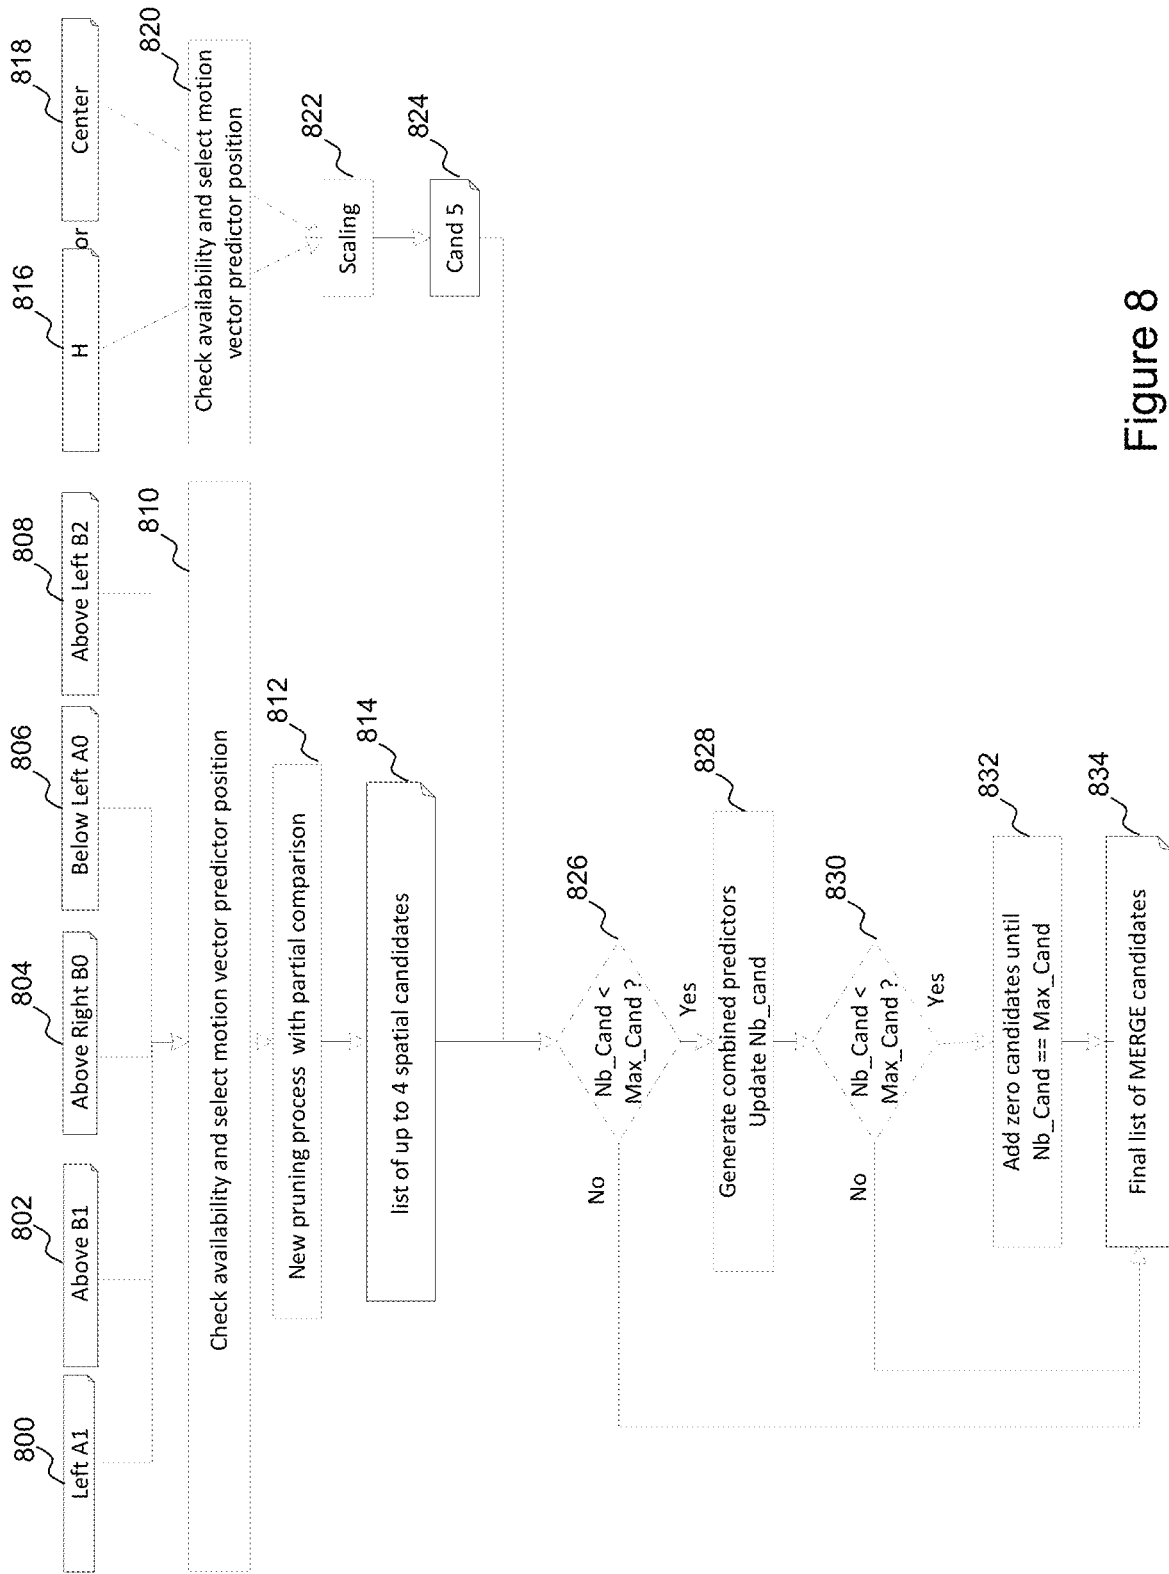 800
802
804
806
808
816
818
Left A1
Above B1
Above Right B0
Below Left A0
Above Left B2
H
or
Center
810
820
Check availability and select motion vector predictor position
Check availability and select motion
vector predictor position
812
New pruning process with partial comparison
822
Scaling
814
list of up to 4 spatial candidates
824
Cand 5
826
Nb_Cand <
Max_Cand ?
No
Yes
828
Generate combined predictors
Update Nb_cand
830
Nb_Cand <
Max_Cand ?
No
Yes
832
Add zero candidates until
Nb_Cand == Max_Cand
834
Final list of MERGE candidates
Figure 8